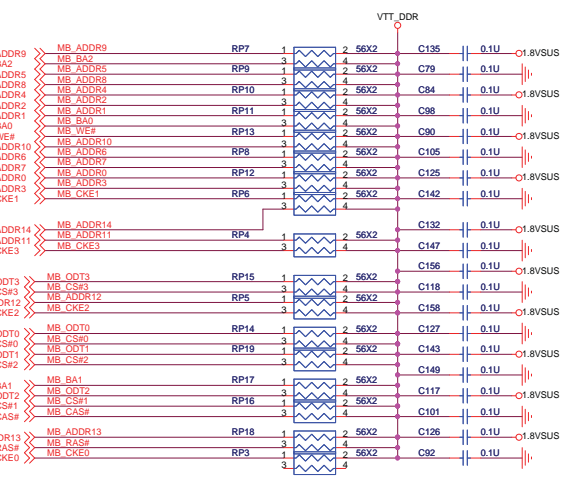 VTT_DDR
ADDR9 MB_ADDR9 RP7 1 2 56X2 C135 0.1U 1.8VSUS
BA2 MB_BA2 3 4
ADDR5 MB_ADDR5 RP9 1 2 56X2 C79 0.1U
ADDR8 MB_ADDR8 3 4
ADDR4 MB_ADDR4 RP10 1 2 56X2 C84 0.1U 1.8VSUS
ADDR2 MB_ADDR2 3 4
ADDR1 MB_ADDR1 RP11 1 2 56X2 C98 0.1U
BA0 MB_BA0 3 4
WE# MB_WE# RP13 1 2 56X2 C90 0.1U 1.8VSUS
ADDR10 MB_ADDR10 3 4
ADDR6 MB_ADDR6 RP8 1 2 56X2 C105 0.1U
ADDR7 MB_ADDR7 3 4
ADDR0 MB_ADDR0 RP12 1 2 56X2 C125 0.1U 1.8VSUS
ADDR3 MB_ADDR3 3 4
CKE1 MB_CKE1 RP6 1 2 56X2 C142 0.1U
3 4
ADDR14 MB_ADDR14 C132 0.1U 1.8VSUS
ADDR11 MB_ADDR11 RP4 1 2 56X2
CKE3 MB_CKE3 3 4 C147 0.1U
C156 0.1U 1.8VSUS
ODT3 MB_ODT3 RP15 1 2 56X2
CS#3 MB_CS#3 3 4 C118 0.1U
DR12 MB_ADDR12 RP5 1 2 56X2
CKE2 MB_CKE2 3 4 C158 0.1U 1.8VSUS
ODT0 MB_ODT0 RP14 1 2 56X2 C127 0.1U
CS#0 MB_CS#0 3 4
ODT1 MB_ODT1 RP19 1 2 56X2 C143 0.1U 1.8VSUS
CS#2 MB_CS#2 3 4
C149 0.1U
BA1 MB_BA1 RP17 1 2 56X2
ODT2 MB_ODT2 3 4 C117 0.1U 1.8VSUS
CS#1 MB_CS#1 RP16 1 2 56X2
CAS# MB_CAS# 3 4 C101 0.1U
DR13 MB_ADDR13 RP18 1 2 56X2 C126 0.1U 1.8VSUS
RAS# MB_RAS# 3 4
CKE0 MB_CKE0 RP3 1 2 56X2 C92 0.1U
3 4